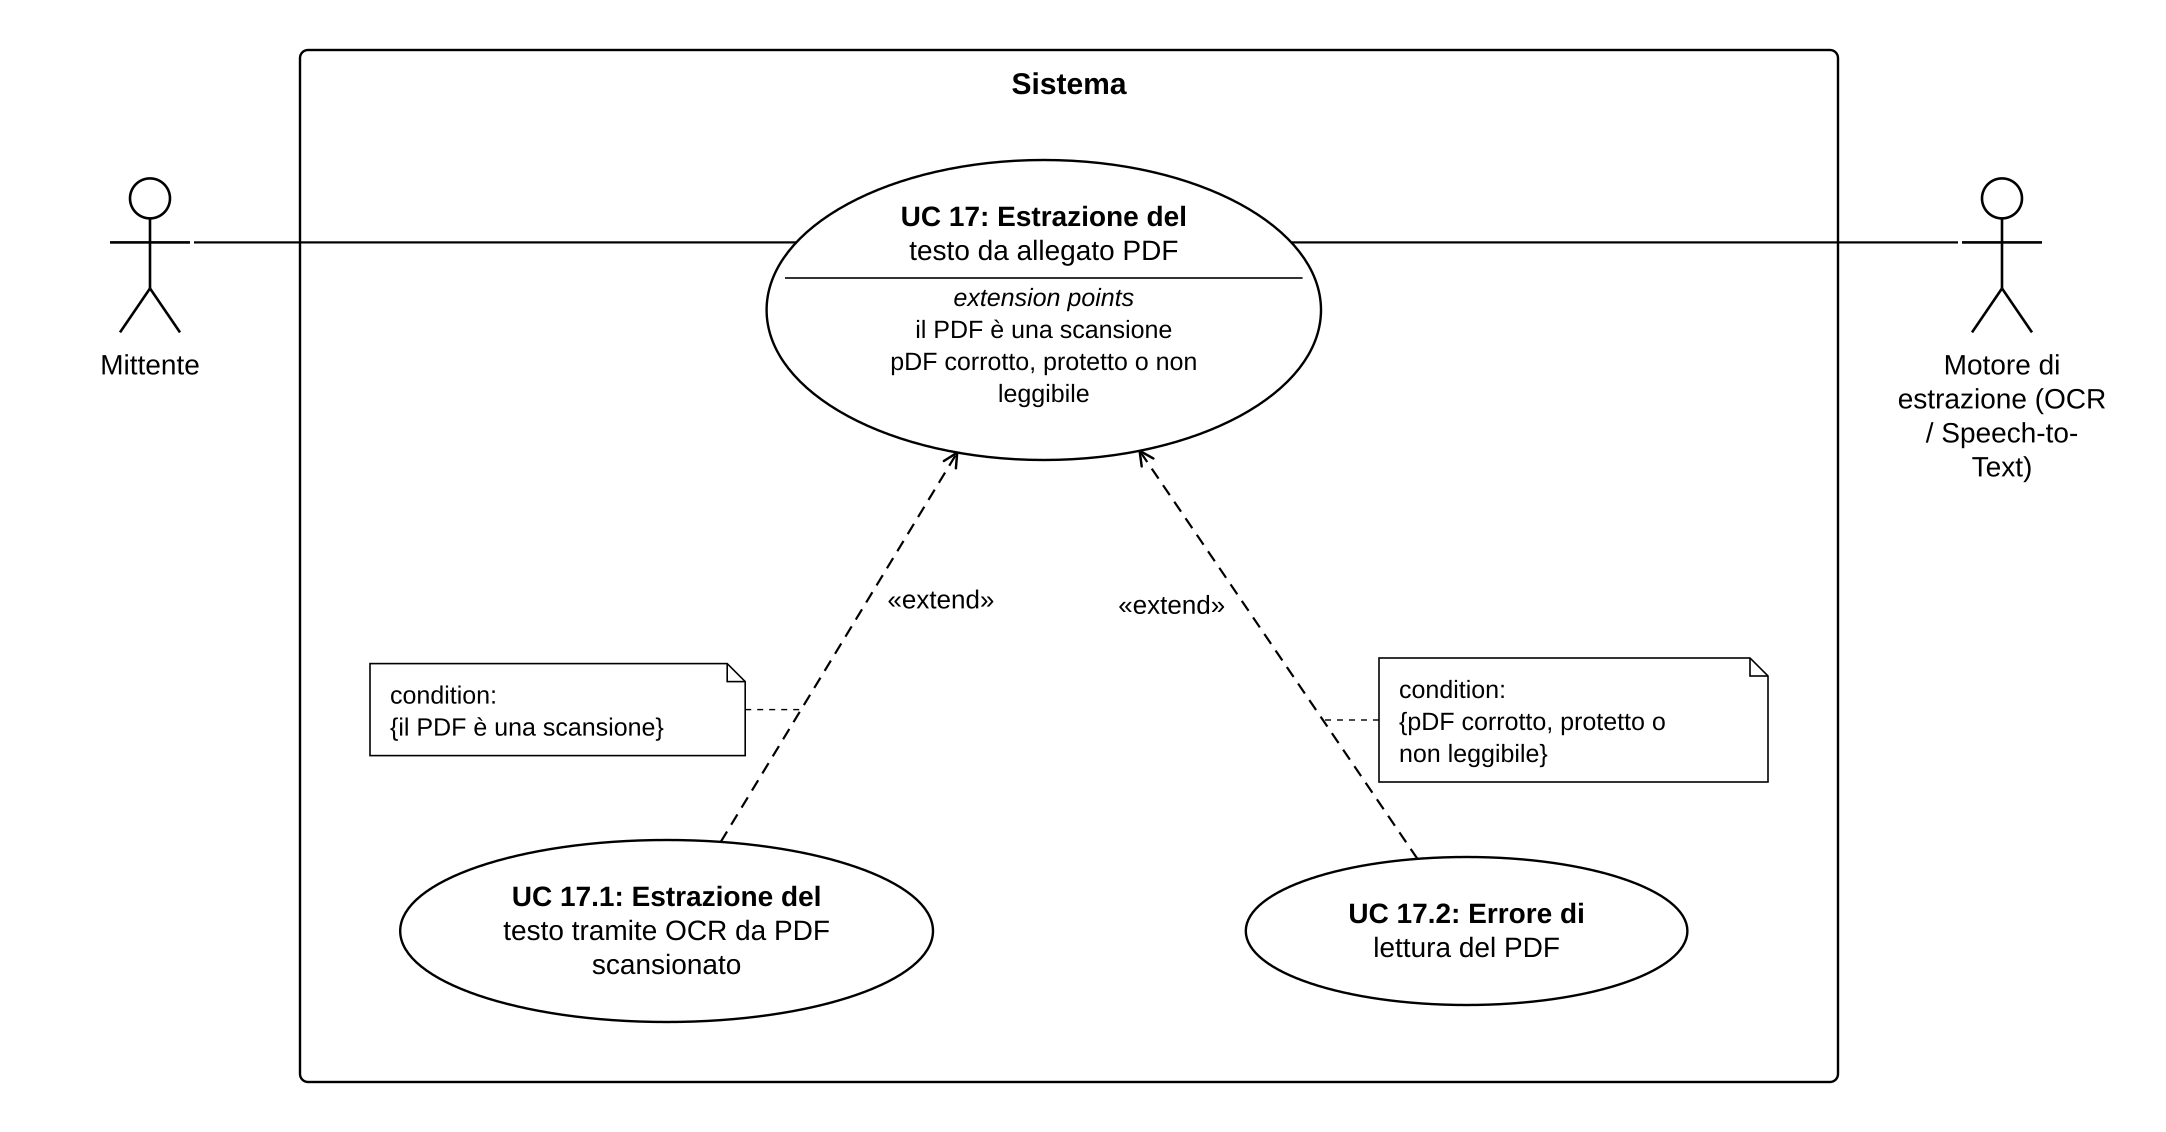 Sistema
UC 17: Estrazione del
testo da allegato PDF
extension points
il PDF è una scansione
pDF corrotto, protetto o non
leggibile
Mittente
Motore di
estrazione (OCR
/ Speech-to-
Text)
«extend»
«extend»
condition:
{il PDF è una scansione}
condition:
{pDF corrotto, protetto o
non leggibile}
UC 17.1: Estrazione del
testo tramite OCR da PDF
scansionato
UC 17.2: Errore di
lettura del PDF